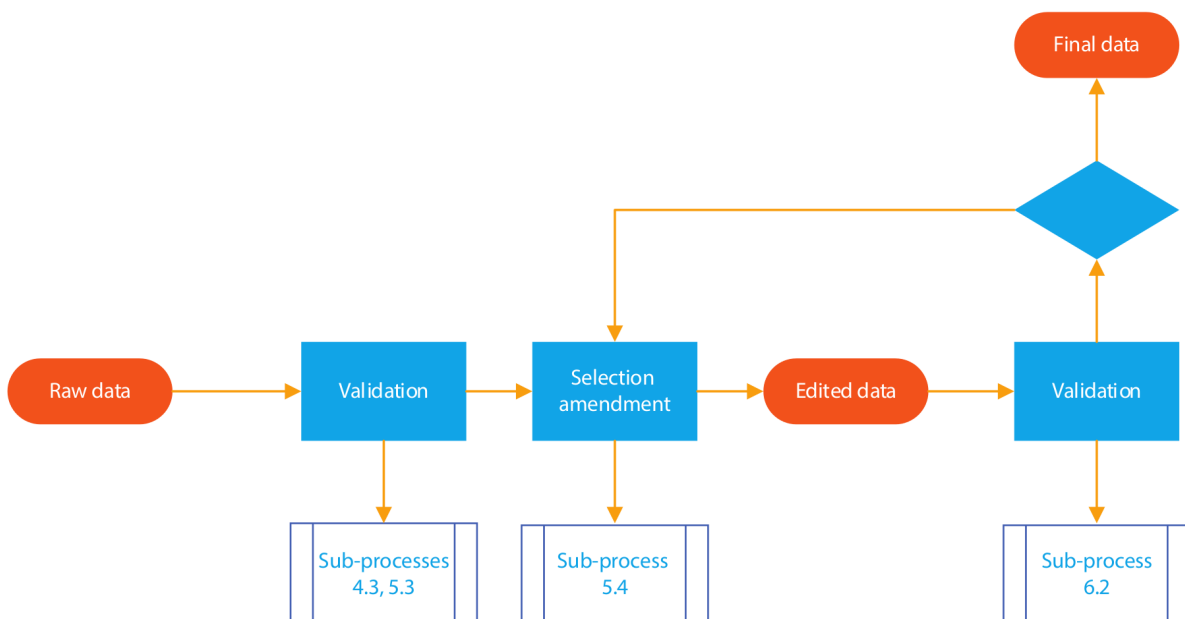 Final data
Raw data
Validation
Selection
amendment
Edited data
Validation
Sub-processes
4.3, 5.3
Sub-process
5.4
Sub-process
6.2